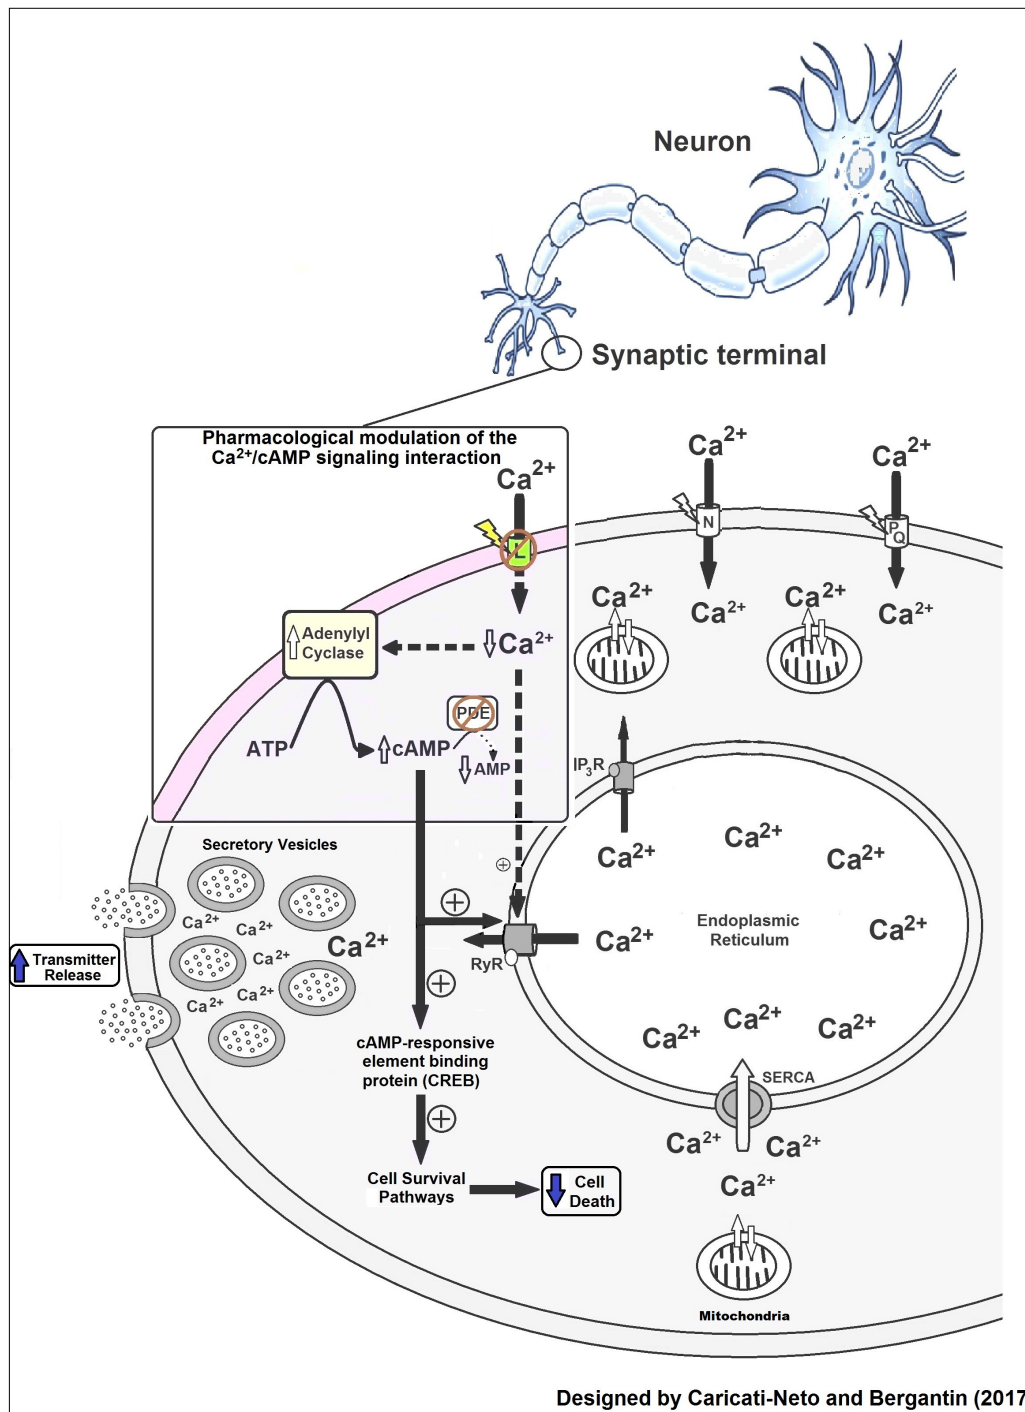 Neuron
Synaptic terminal
Pharmacological modulation of the
Ca²⁺/cAMP signaling interaction
Ca²⁺
Ca²⁺
Ca²⁺
L
N
P
Q
Ca²⁺
Ca²⁺
Ca²⁺
Ca²⁺
Adenylyl
Cyclase
Ca²⁺
PDE
ATP
cAMP
AMP
IP₃R
Secretory Vesicles
Ca²⁺
Ca²⁺
Ca²⁺
Ca²⁺
Ca²⁺
Ca²⁺
Ca²⁺
Ca²⁺
Ca²⁺
Endoplasmic
Reticulum
Ca²⁺
Ca²⁺
RyR
Transmitter
Release
Ca²⁺
Ca²⁺
Ca²⁺
Ca²⁺
Ca²⁺
cAMP-responsive
element binding
protein (CREB)
SERCA
Ca²⁺
Ca²⁺
Ca²⁺
Cell Survival
Pathways
Cell
Death
Mitochondria
Designed by Caricati-Neto and Bergantin (2017